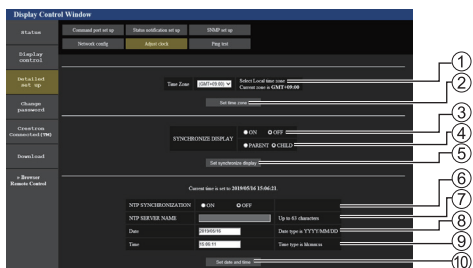 Display Control Window
Status
Display control
Detailed set up
Change password
Crestron Connected(TM)
Download
» Browser Remote Control
Command port set up
Status notification set up
SNMP set up
Network config
Adjust clock
Ping test
Time Zone
(GMT+09:00)
Select Local time zone
Current zone is GMT+09:00
Set time zone
SYNCHRONIZE DISPLAY
ON OFF
PARENT CHILD
Set synchronize display
Current time is set to 2019/05/16 15:06:21
NTP SYNCHRONIZATION
ON OFF
NTP SERVER NAME
Up to 63 characters
Date
2019/05/16
Date type is YYYY/MM/DD
Time
Time type is hh:mm:ss
Set date and time
1
2
3
4
5
6
7
8
9
10